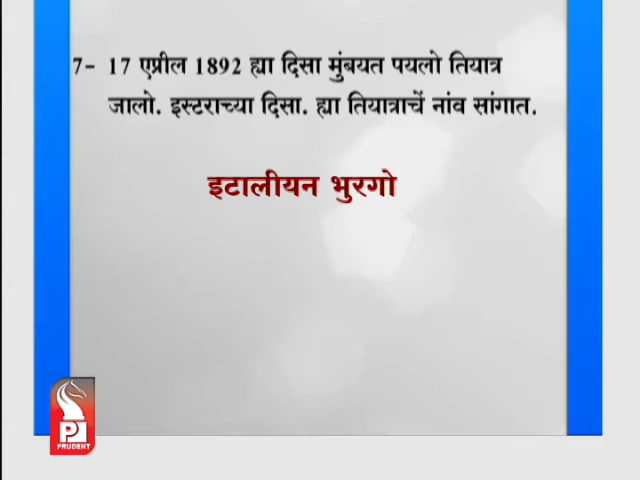 7- 17 एप्रील 1892 ह्या दिसा मुंबयत पयलो तियात्र
जालो. इस्टराच्या दिसा. ह्या तियात्राचें नांव सांगात.
इटालीयन भुरगो
PRUDENT